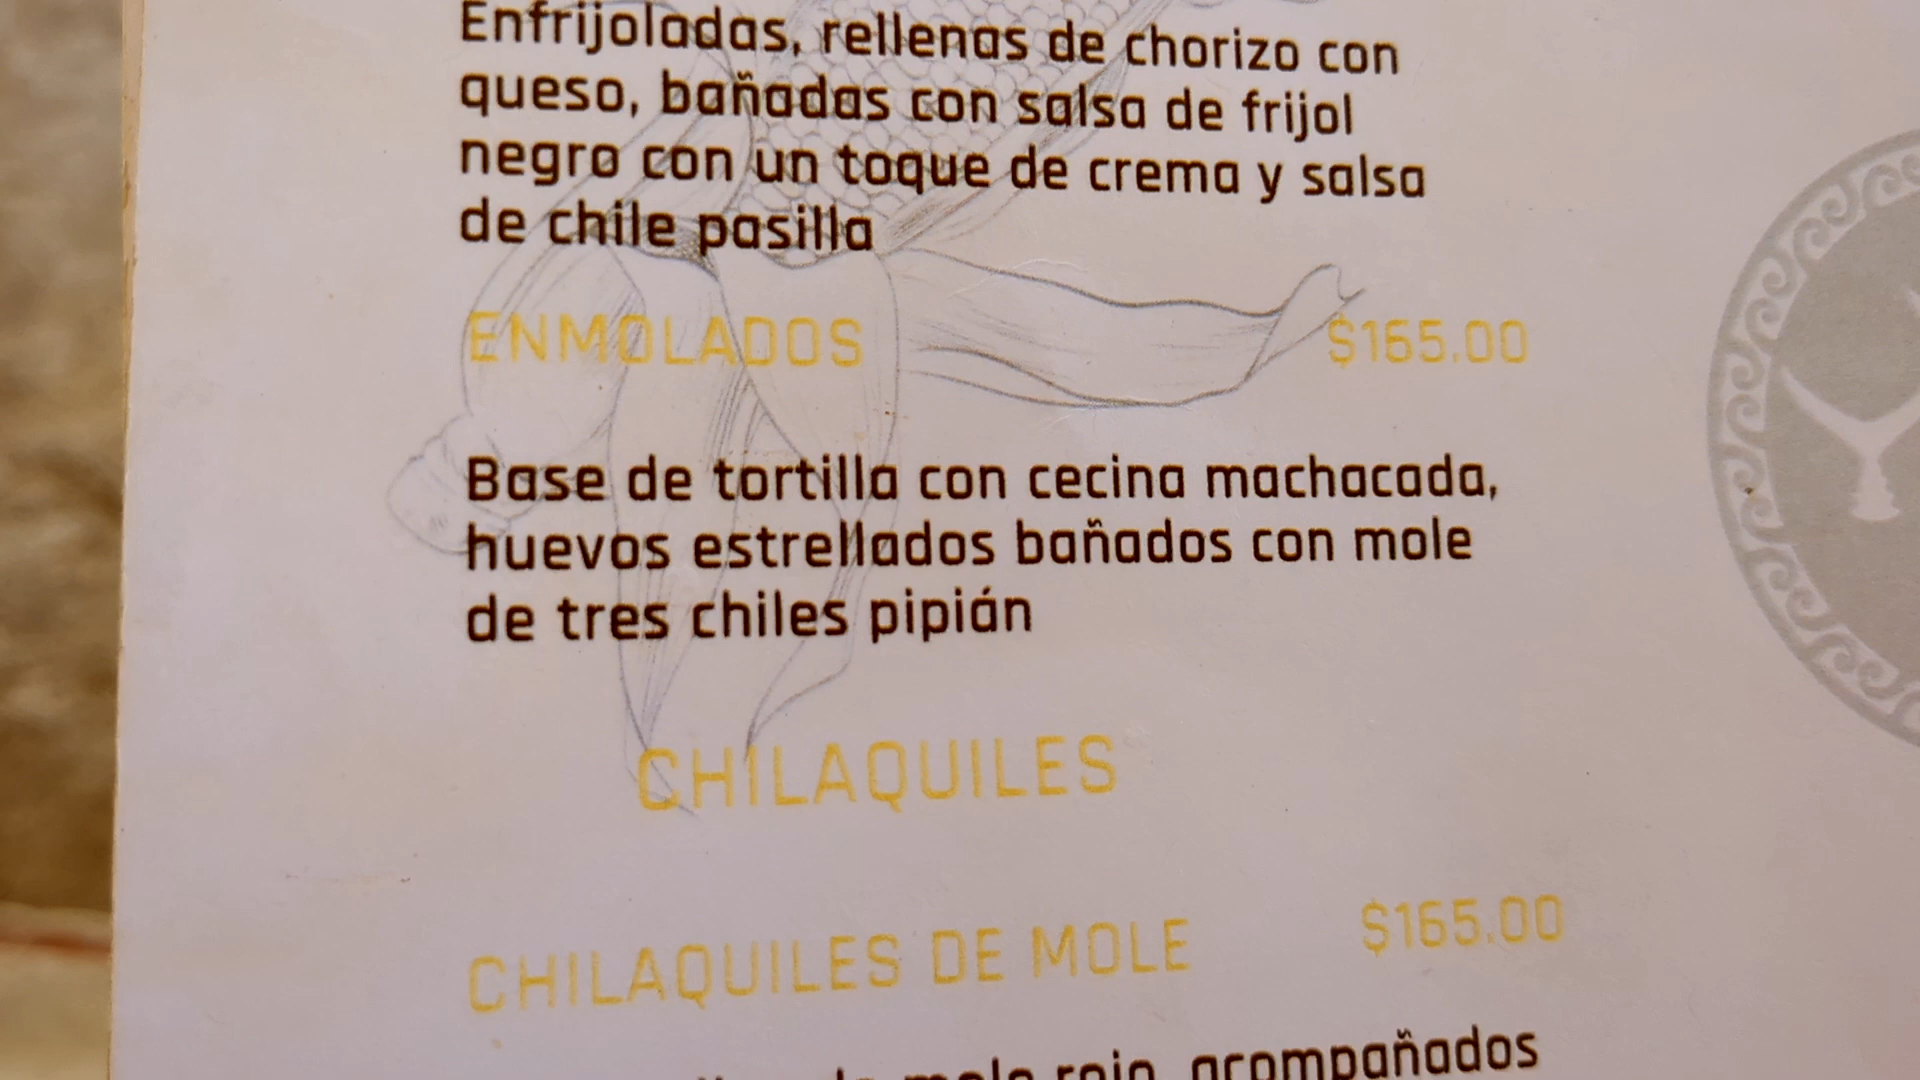 Enfrijoladas, rellenas de chorizo con
queso, bañadas con salsa de frijol
negro con un toque de crema y salsa
de chile pasilla
ENMOLADOS $165.00
Base de tortilla con cecina machacada,
huevos estrellados bañados con mole
de tres chiles pipián
CHILAQUILES
CHILAQUILES DE MOLE $165.00
mole rojo, acompañados